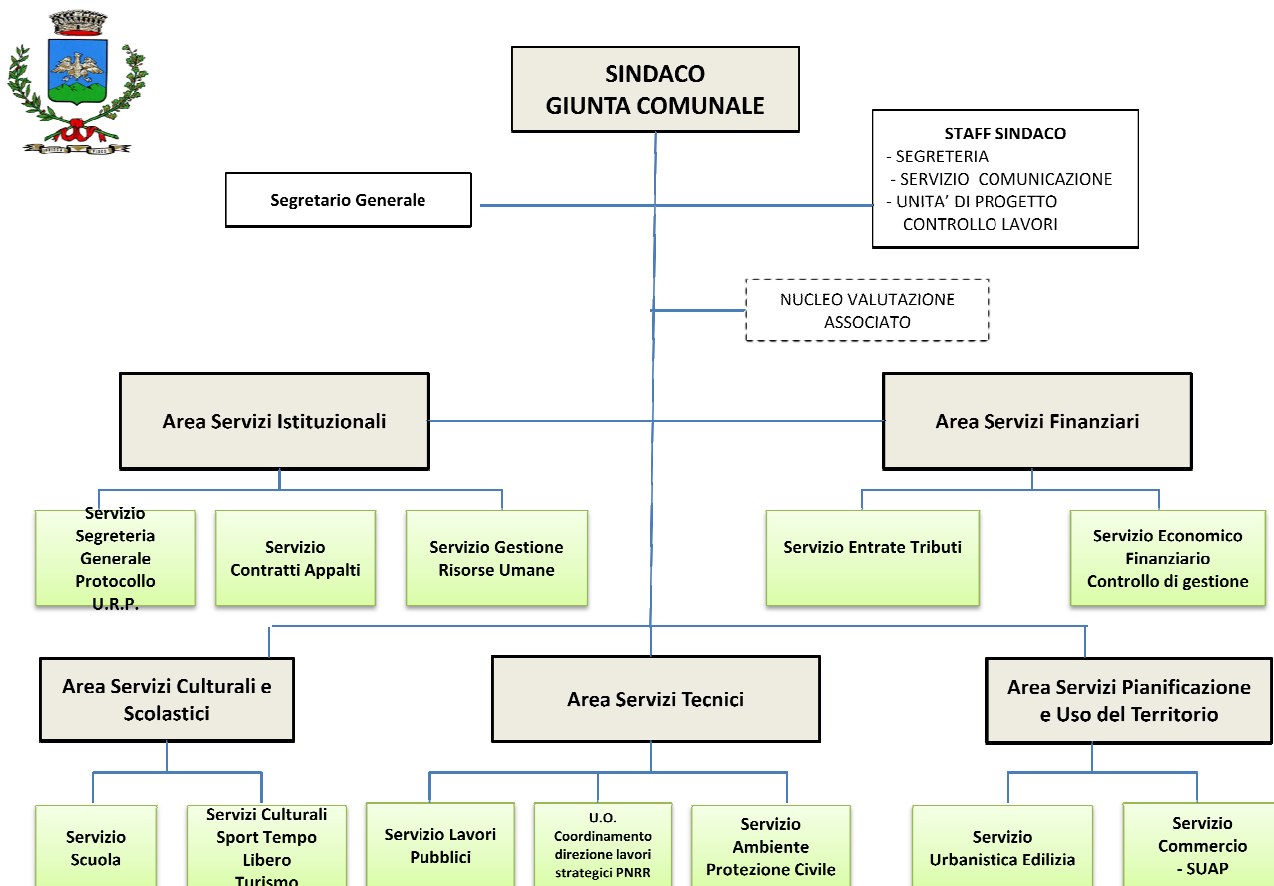 SINDACO
GIUNTA COMUNALE
STAFF SINDACO
- SEGRETERIA
- SERVIZIO COMUNICAZIONE
- UNITA’ DI PROGETTO
CONTROLLO LAVORI
Segretario Generale
NUCLEO VALUTAZIONE
ASSOCIATO
Area Servizi Istituzionali
Area Servizi Finanziari
Servizio
Segreteria
Generale
Protocollo
U.R.P.
Servizio
Contratti Appalti
Servizio Gestione
Risorse Umane
Servizio Entrate Tributi
Servizio Economico
Finanziario
Controllo di gestione
Area Servizi Culturali e
Scolastici
Area Servizi Tecnici
Area Servizi Pianificazione
e Uso del Territorio
Servizio
Scuola
Servizi Culturali
Sport Tempo
Libero
Turismo
Servizio Lavori
Pubblici
U.O.
Coordinamento
direzione lavori
strategici PNRR
Servizio
Ambiente
Protezione Civile
Servizio
Urbanistica Edilizia
Servizio
Commercio
- SUAP